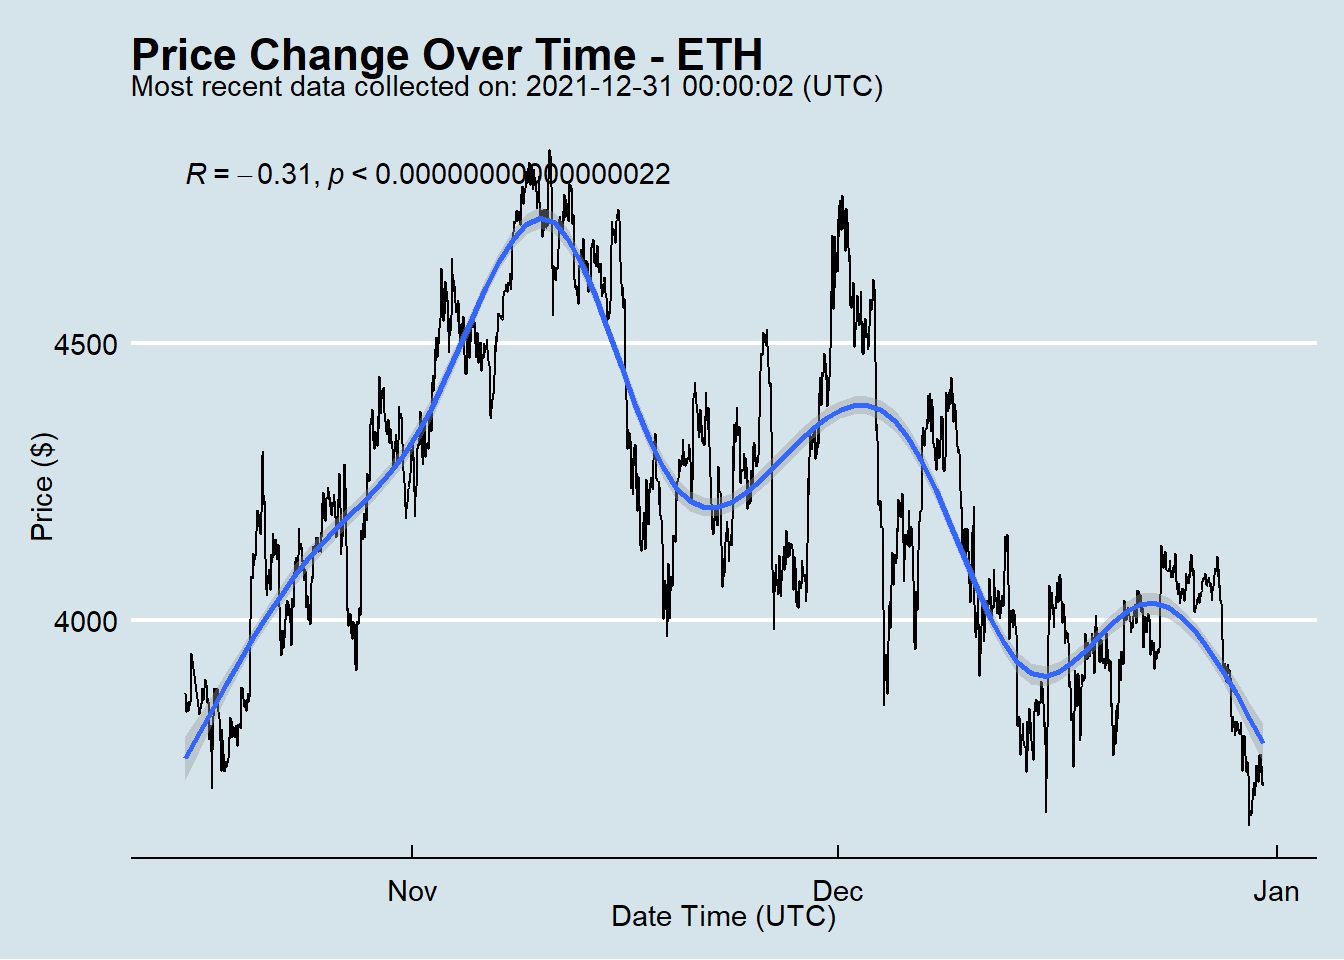 Price Change Over Time - ETH
Most recent data collected on: 2021-12-31 00:00:02 (UTC)
R = −0.31, p < 0.00000000000000022
4500
4000
Price ($)
Nov
Dec
Jan
Date Time (UTC)